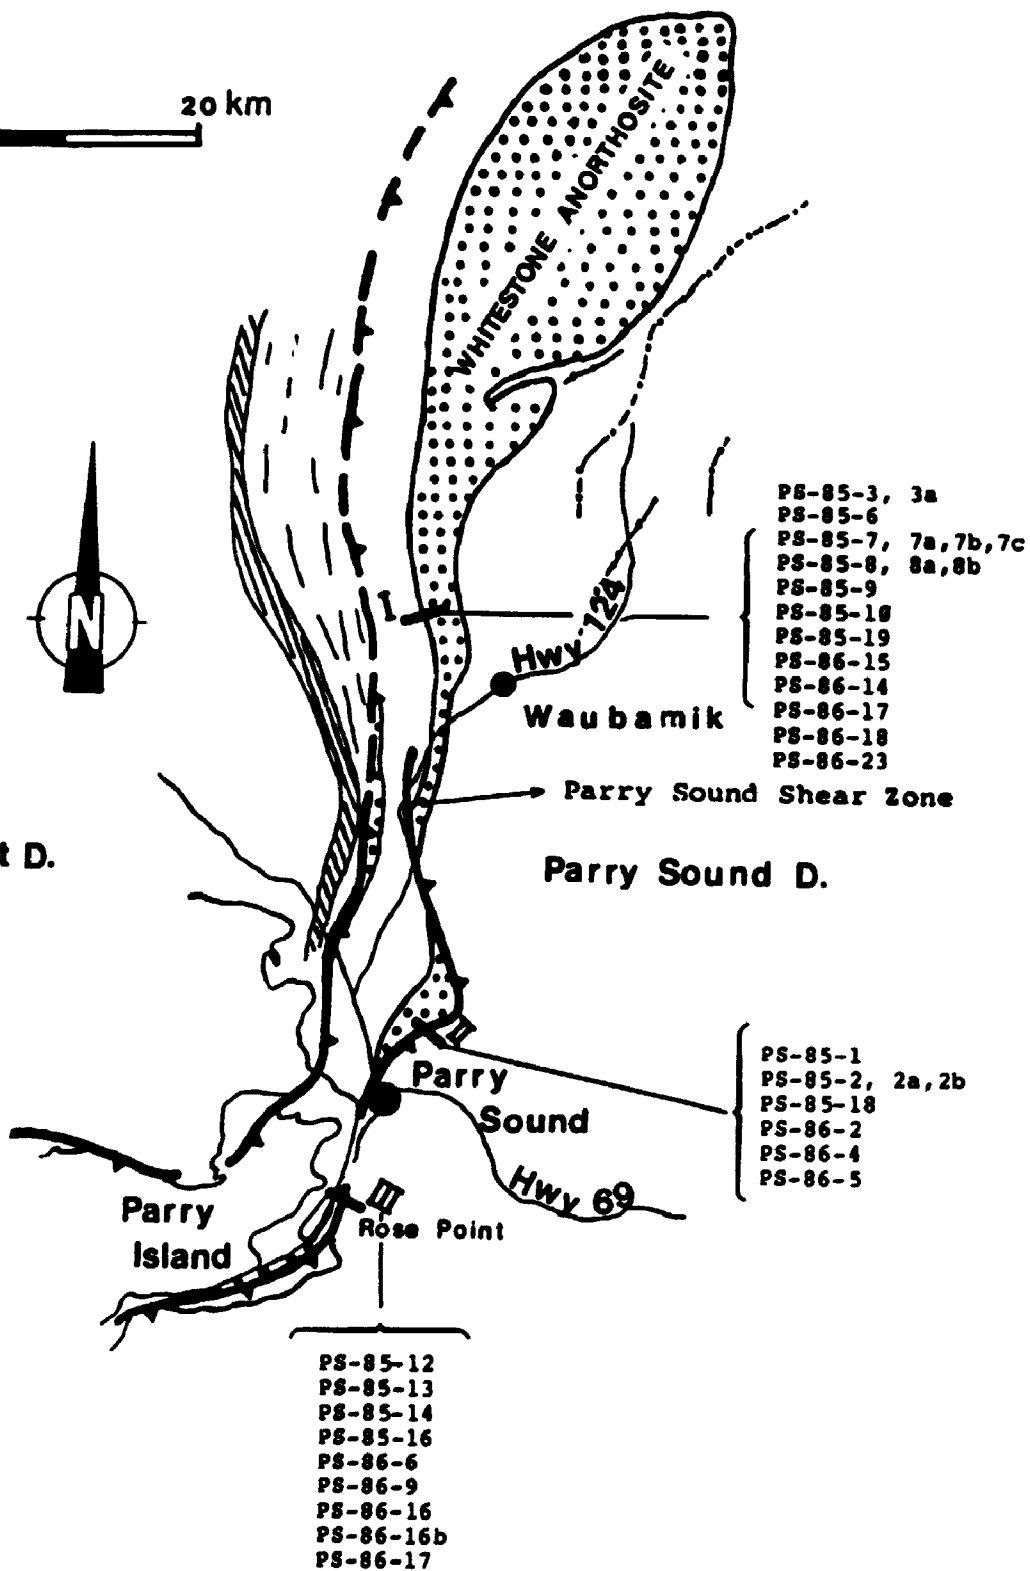 20 km
WHITESTONE ANORTHOSITE
PS-85-3, 3a
PS-85-6
PS-85-7, 7a,7b,7c
PS-85-8, 8a,8b
PS-85-9
PS-85-10
PS-85-19
PS-86-15
PS-86-14
PS-86-17
PS-86-18
PS-86-23
I
N
Hwy 124
Waubamik
Parry Sound Shear Zone
t D.
Parry Sound D.
II
PS-85-1
PS-85-2, 2a,2b
PS-85-18
PS-86-2
PS-86-4
PS-86-5
Parry
Sound
Hwy 69
III
Rose Point
Parry
Island
PS-85-12
PS-85-13
PS-85-14
PS-85-16
PS-86-6
PS-86-9
PS-86-16
PS-86-16b
PS-86-17